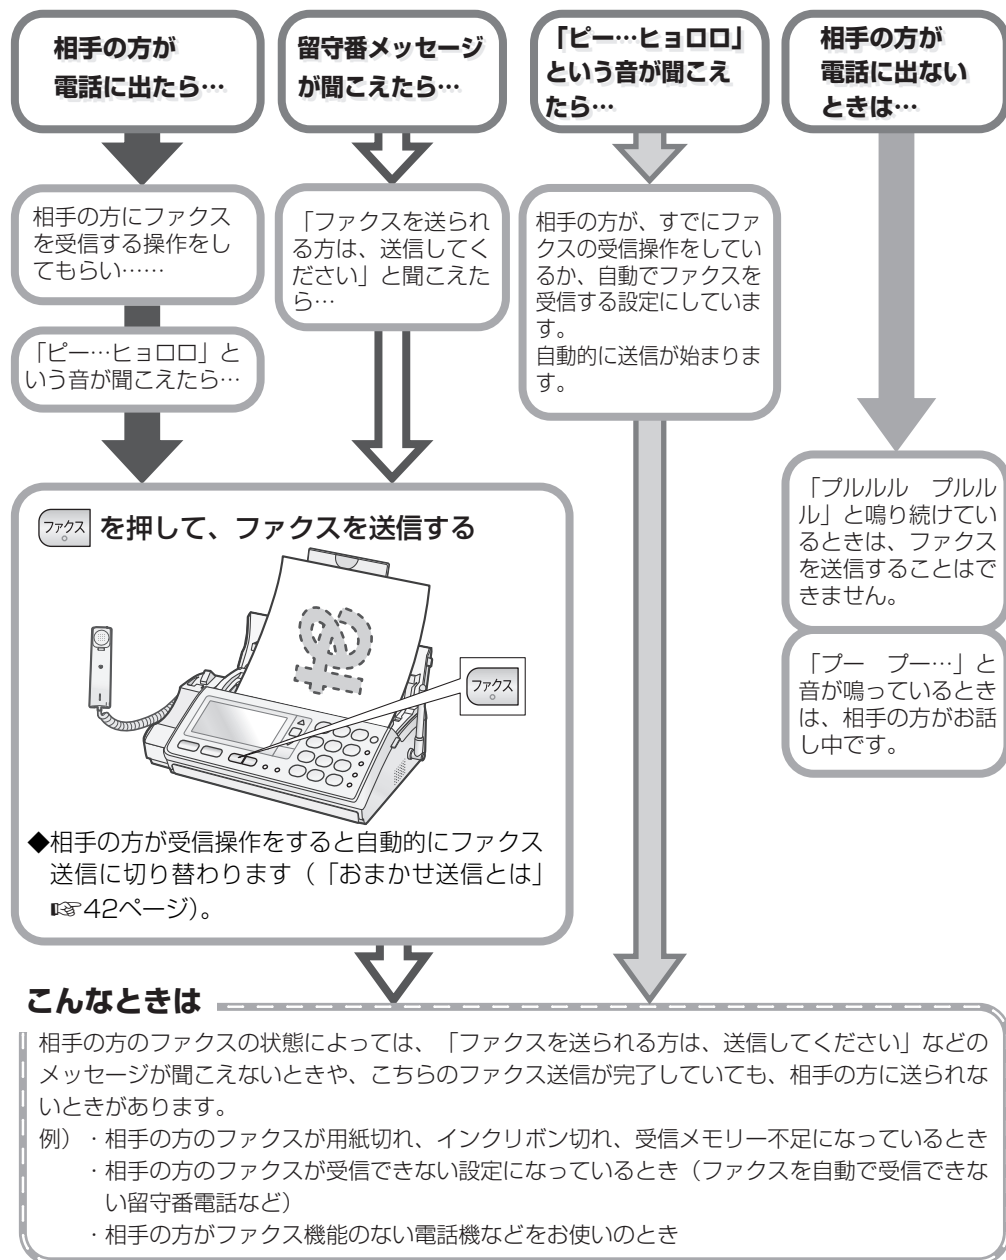 相手の方が
電話に出たら…
留守番メッセージ
が聞こえたら…
「ピー…ヒョロロ」
という音が聞こえ
たら…
相手の方が
電話に出ない
ときは…
相手の方にファクス
を受信する操作をし
てもらい……
「ピー…ヒョロロ」と
いう音が聞こえたら…
「ファクスを送られ
る方は、送信してく
ださい」と聞こえた
ら…
相手の方が、すでにファ
クスの受信操作をしてい
るか、自動でファクスを
受信する設定にしていま
す。
自動的に送信が始まりま
す。
「プルルル　プルル
ル」と鳴り続けてい
るときは、ファクス
を送信することはで
きません。
「プー　プー…」と
音が鳴っているとき
は、相手の方がお話
し中です。
ファクス を押して、ファクスを送信する
ファクス
◆相手の方が受信操作をすると自動的にファクス
送信に切り替わります（「おまかせ送信とは」
☞42ページ）。
こんなときは
相手の方のファクスの状態によっては、「ファクスを送られる方は、送信してください」などの
メッセージが聞こえないときや、こちらのファクス送信が完了していても、相手の方に送られな
いときがあります。
例）・相手の方のファクスが用紙切れ、インクリボン切れ、受信メモリー不足になっているとき
・相手の方のファクスが受信できない設定になっているとき（ファクスを自動で受信できな
い留守番電話など）
・相手の方がファクス機能のない電話機などをお使いのとき